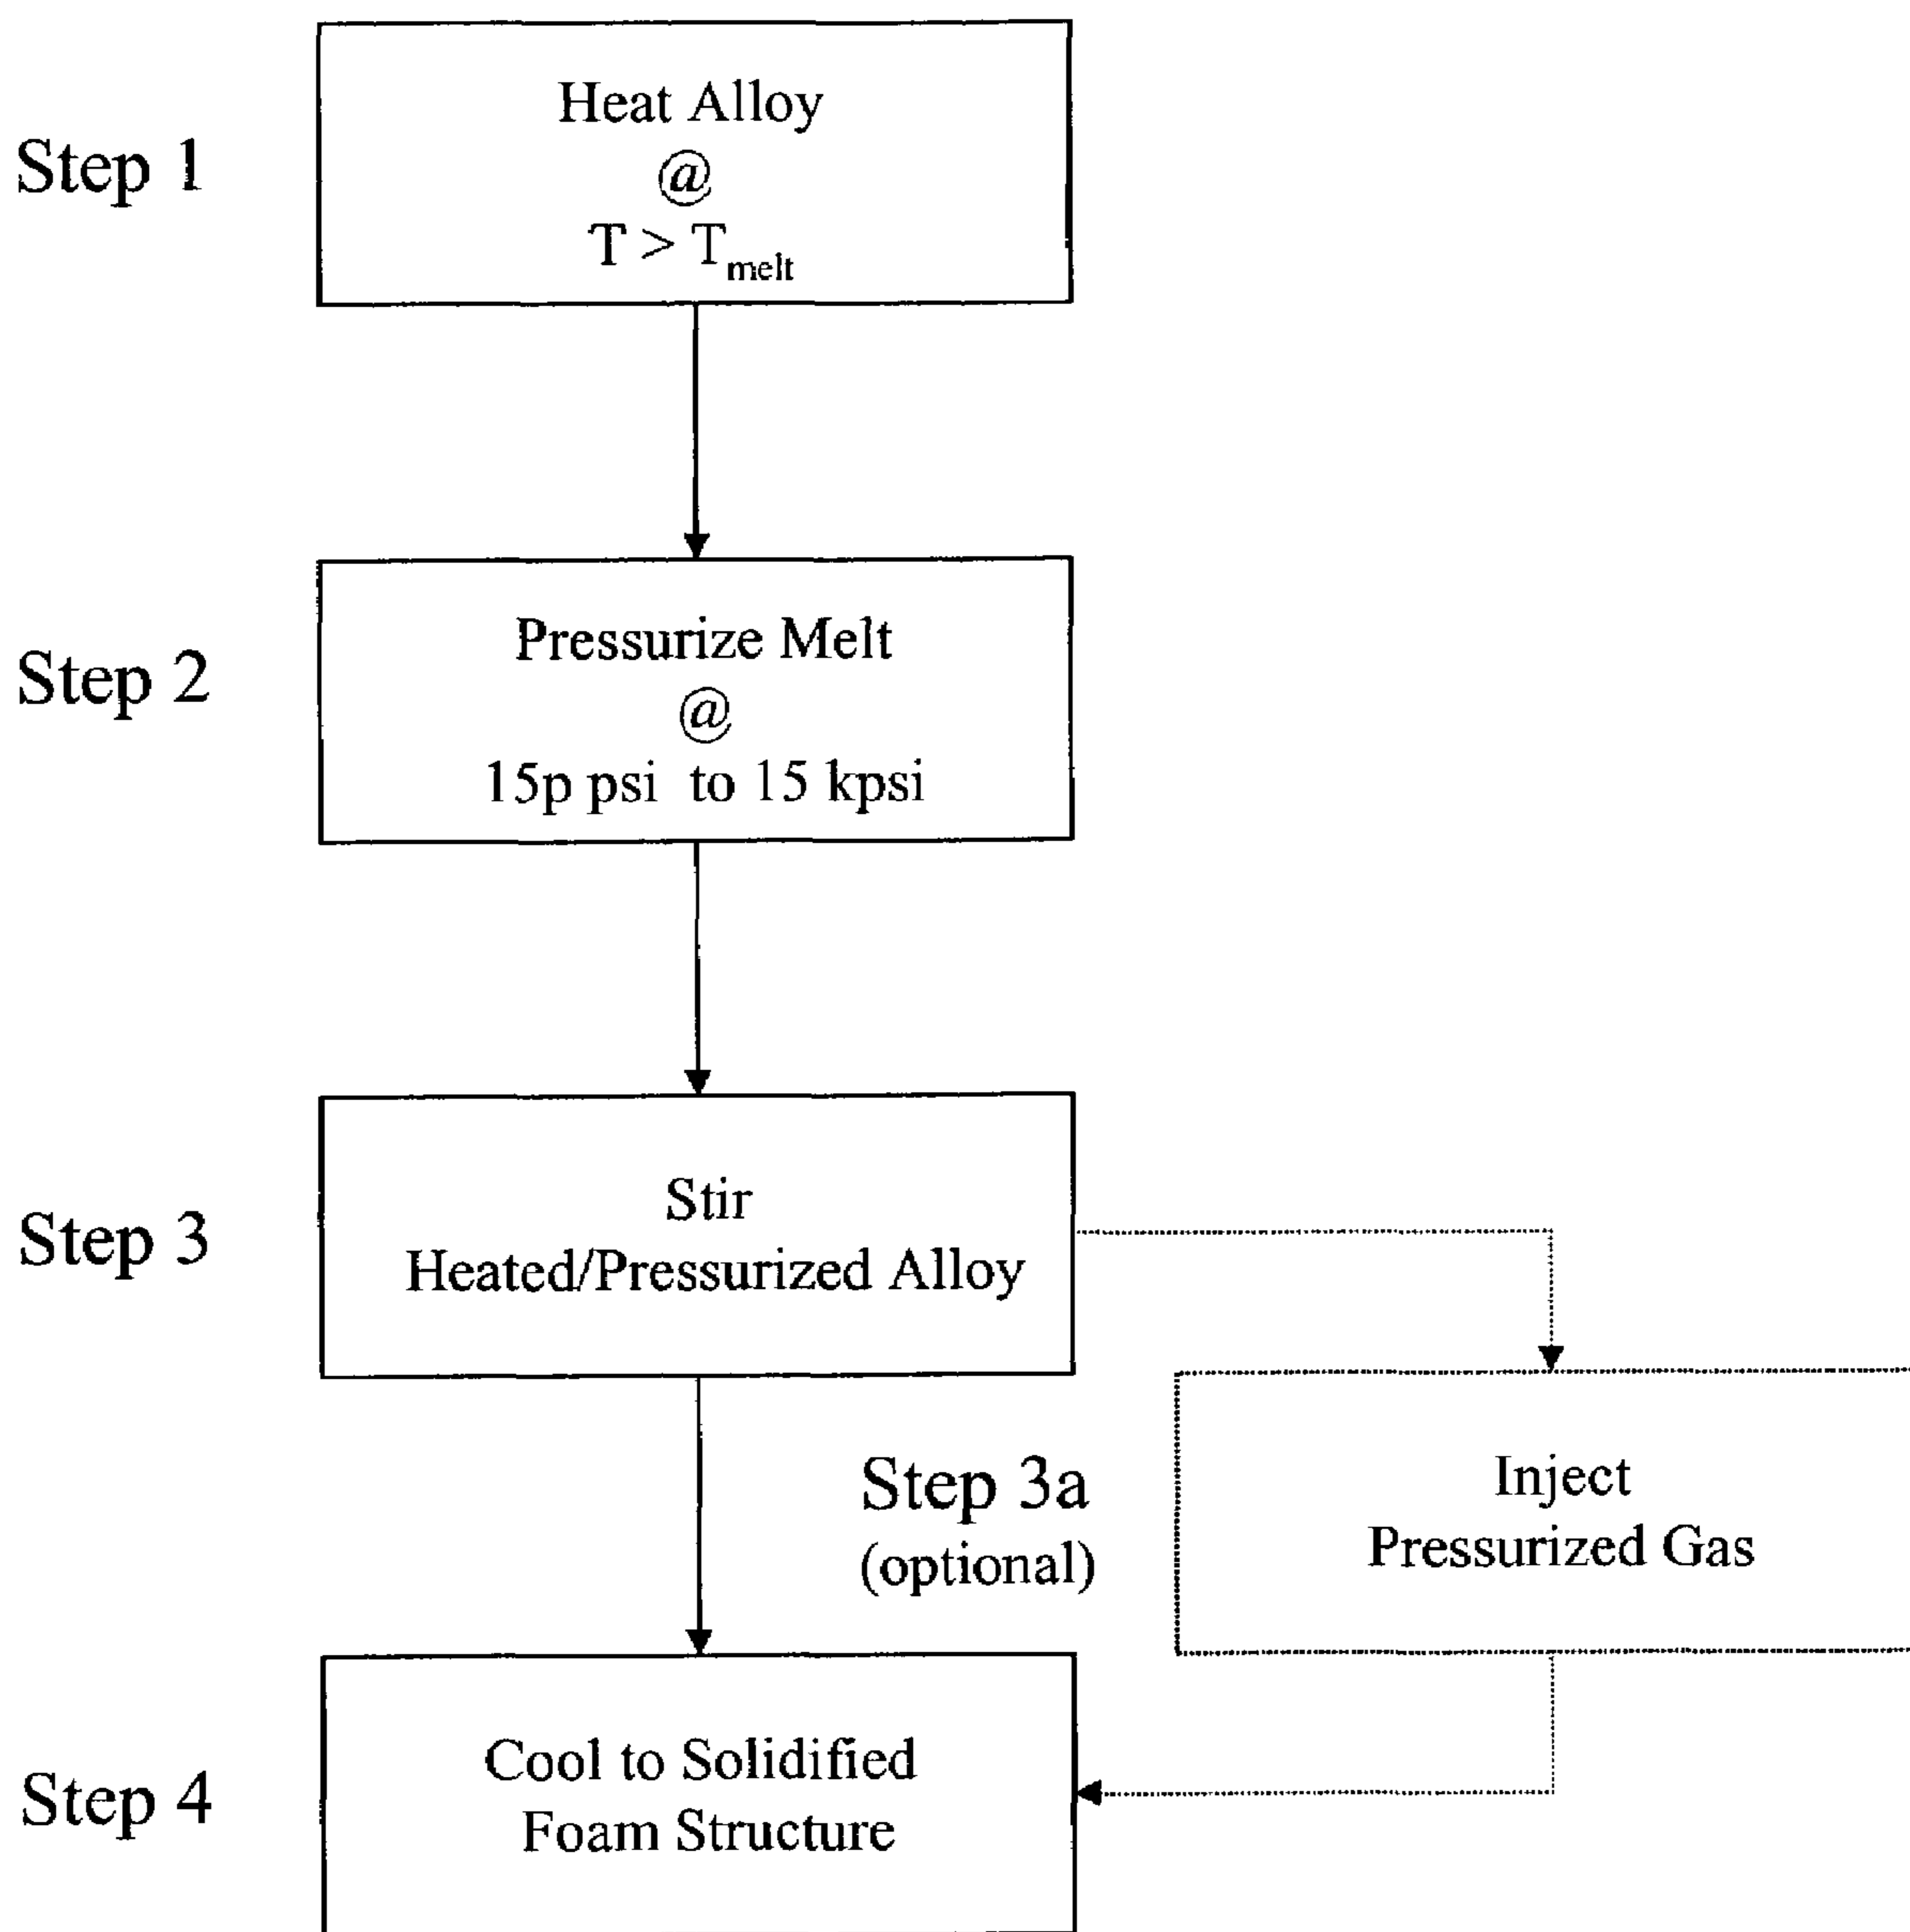 Step 1
Heat Alloy
@
T > Tmelt
Step 2
Pressurize Melt
@
15p psi to 15 kpsi
Step 3
Stir
Heated/Pressurized Alloy
Step 3a
(optional)
Inject
Pressurized Gas
Step 4
Cool to Solidified
Foam Structure